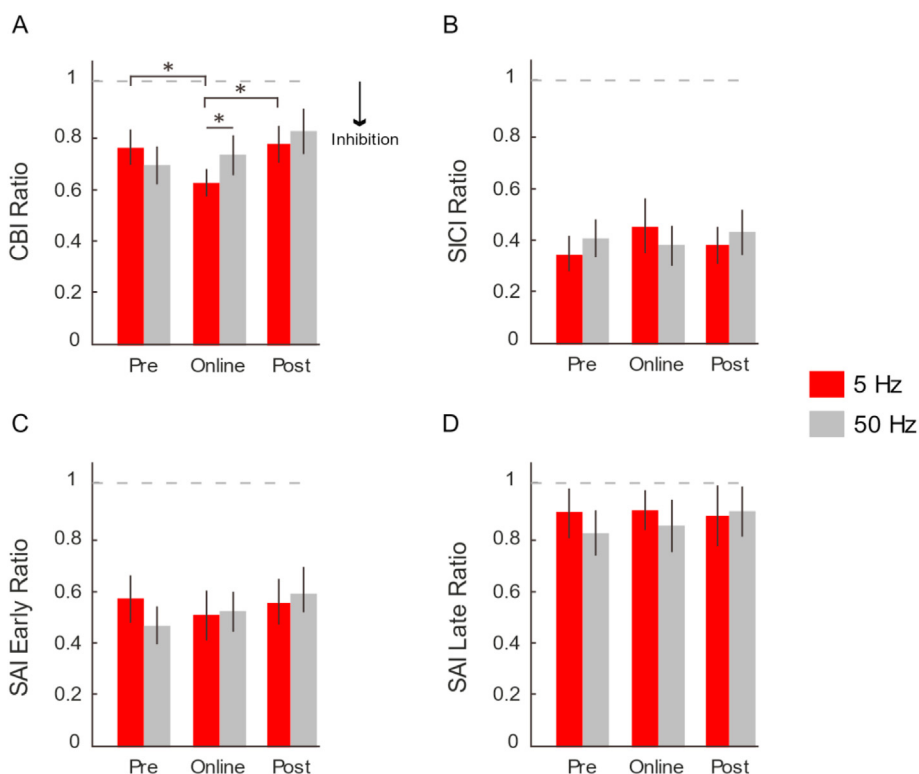 A
1
0.8
0.6
0.4
0.2
0
CBI Ratio
*
*
*
Inhibition
Pre Online Post
B
1
0.8
0.6
0.4
0.2
0
SICI Ratio
Pre Online Post
5 Hz
50 Hz
C
1
0.8
0.6
0.4
0.2
0
SAI Early Ratio
Pre Online Post
D
1
0.8
0.6
0.4
0.2
0
SAI Late Ratio
Pre Online Post